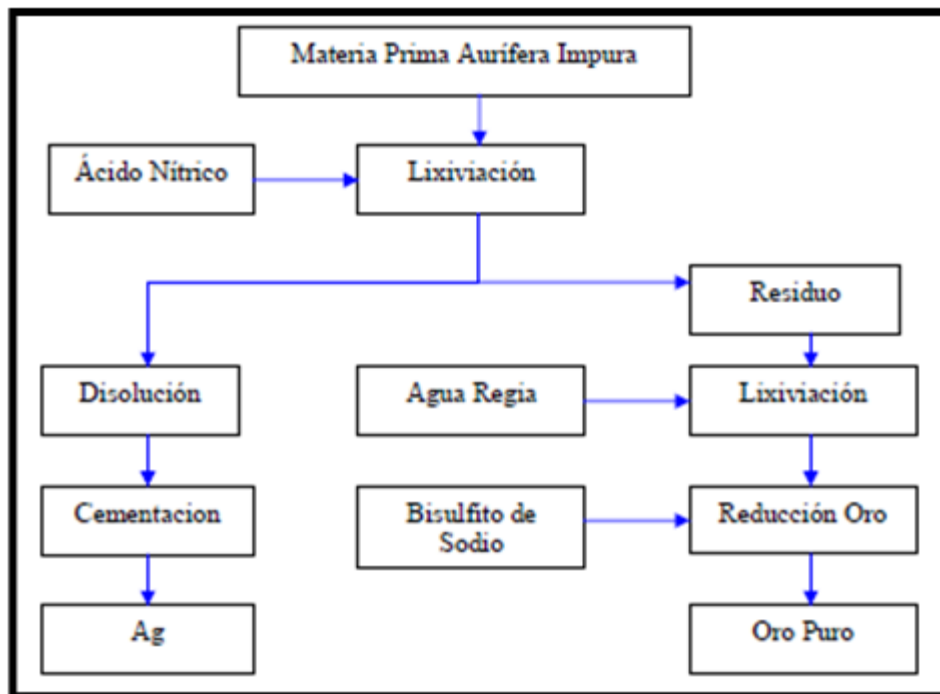 Materia Prima Aurífera Impura
Ácido Nítrico
Lixiviación
Residuo
Disolución
Agua Regia
Lixiviación
Cementacion
Bisulfito de
Sodio
Reducción Oro
Ag
Oro Puro